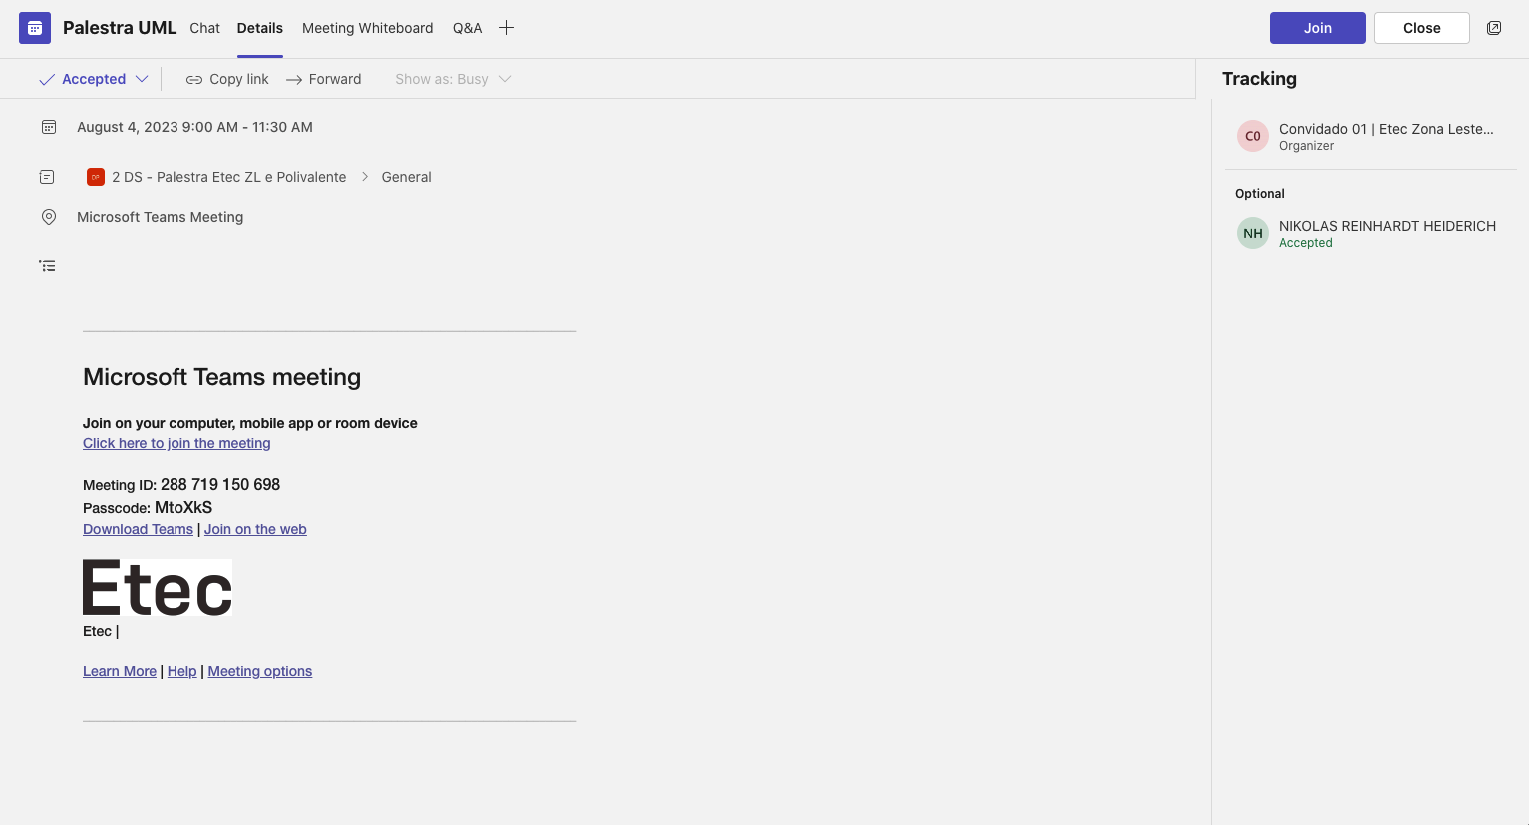 Palestra UML Chat Details Meeting Whiteboard Q&A Join Close
Accepted Copy link Forward Show as: Busy
August 4, 2023 9:00 AM - 11:30 AM
DP 2 DS - Palestra Etec ZL e Polivalente General
Microsoft Teams Meeting
Microsoft Teams meeting
Join on your computer, mobile app or room device
Click here to join the meeting
Meeting ID: 288 719 150 698
Passcode: MtoXkS
Download Teams | Join on the web
Etec
Etec |
Learn More | Help | Meeting options
Tracking
C0 Convidado 01 | Etec Zona Leste...
Organizer
Optional
NH NIKOLAS REINHARDT HEIDERICH
Accepted